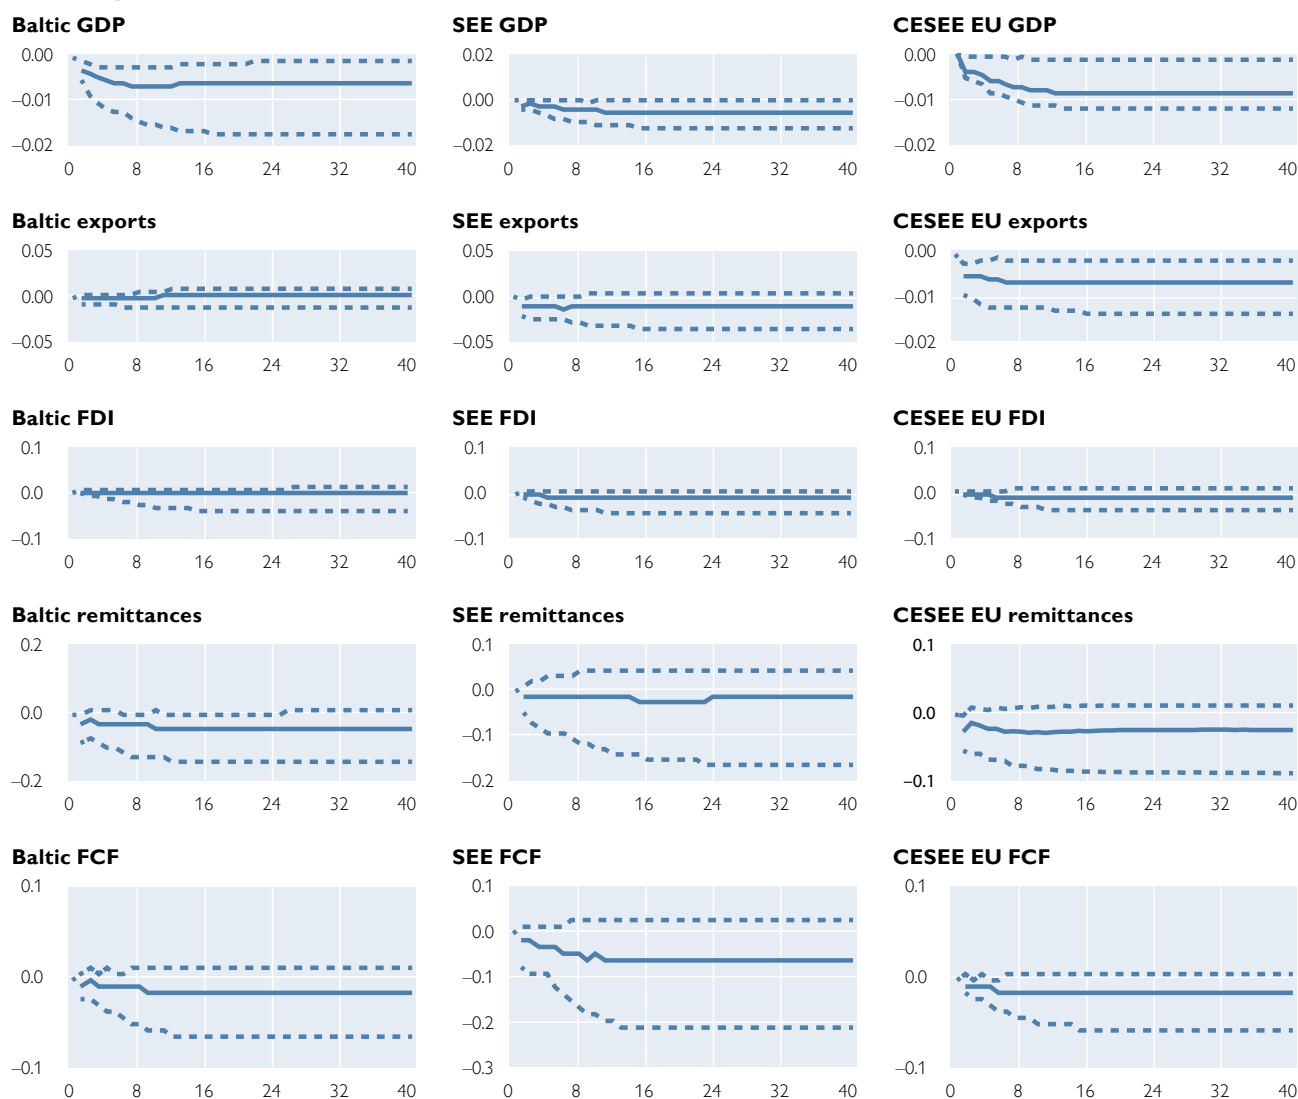 Baltic GDP
0.00
–0.01
–0.02
0 8 16 24 32 40
SEE GDP
0.02
0.00
–0.02
0 8 16 24 32 40
CESEE EU GDP
0.00
–0.01
–0.02
0 8 16 24 32 40
Baltic exports
0.05
0.00
–0.05
0 8 16 24 32 40
SEE exports
0.05
0.00
–0.05
0 8 16 24 32 40
CESEE EU exports
0.00
–0.01
–0.02
0 8 16 24 32 40
Baltic FDI
0.1
0.0
–0.1
0 8 16 24 32 40
SEE FDI
0.1
0.0
–0.1
0 8 16 24 32 40
CESEE EU FDI
0.1
0.0
–0.1
0 8 16 24 32 40
Baltic remittances
0.2
0.0
–0.2
0 8 16 24 32 40
SEE remittances
0.1
0.0
–0.1
–0.2
0 8 16 24 32 40
CESEE EU remittances
0.1
0.0
–0.1
0 8 16 24 32 40
Baltic FCF
0.1
0.0
–0.1
0 8 16 24 32 40
SEE FCF
0.1
0.0
–0.1
–0.2
–0.3
0 8 16 24 32 40
CESEE EU FCF
0.1
0.0
–0.1
0 8 16 24 32 40